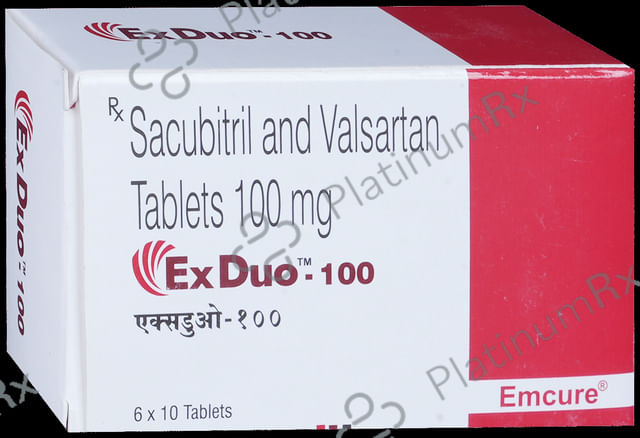 ExDuo™-100
Rx
Sacubitril and Valsartan
Tablets 100 mg
ExDuo™-100
एक्सडुओ-१००
6 x 10 Tablets
Emcure®
ExDuo™-100
PlatinumRx
PlatinumRx
PlatinumRx